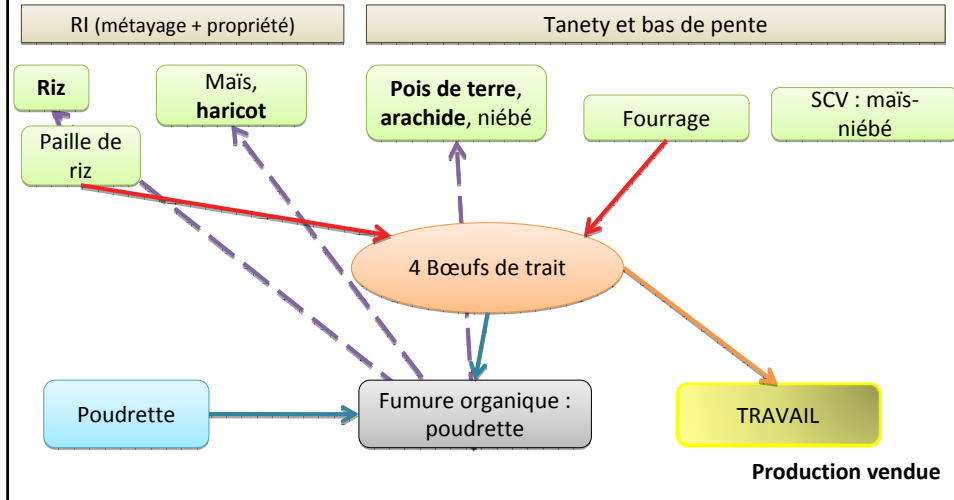 RI (métayage + propriété)
Tanety et bas de pente
Riz
Paille de
riz
Maïs,
haricot
Pois de terre,
arachide, niébé
Fourrage
SCV : maïs-
niébé
4 Bœufs de trait
Poudrette
Fumure organique :
poudrette
TRAVAIL
Production vendue